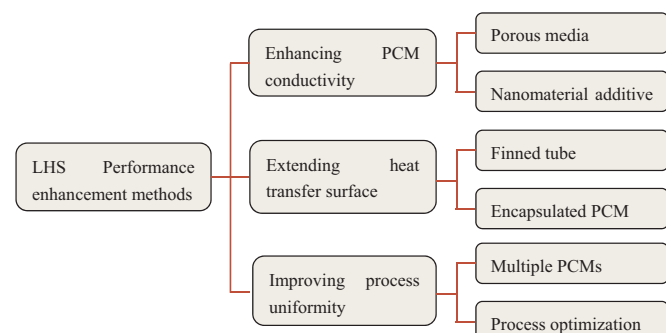 LHS Performance
enhancement methods
Enhancing PCM
conductivity
Porous media
Nanomaterial additive
Extending heat
transfer surface
Finned tube
Encapsulated PCM
Improving process
uniformity
Multiple PCMs
Process optimization